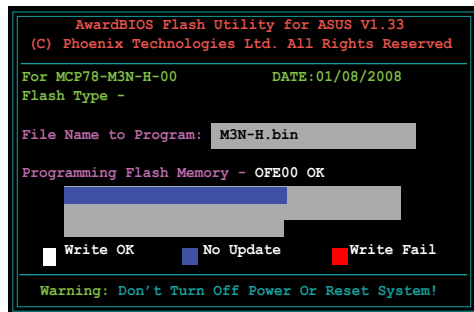 AwardBIOS Flash Utility for ASUS V1.33
(C) Phoenix Technologies Ltd. All Rights Reserved
For MCP78-M3N-H-00 DATE:01/08/2008
Flash Type -
File Name to Program: M3N-H.bin
Programming Flash Memory - OFE00 OK
Write OK No Update Write Fail
Warning: Don't Turn Off Power Or Reset System!